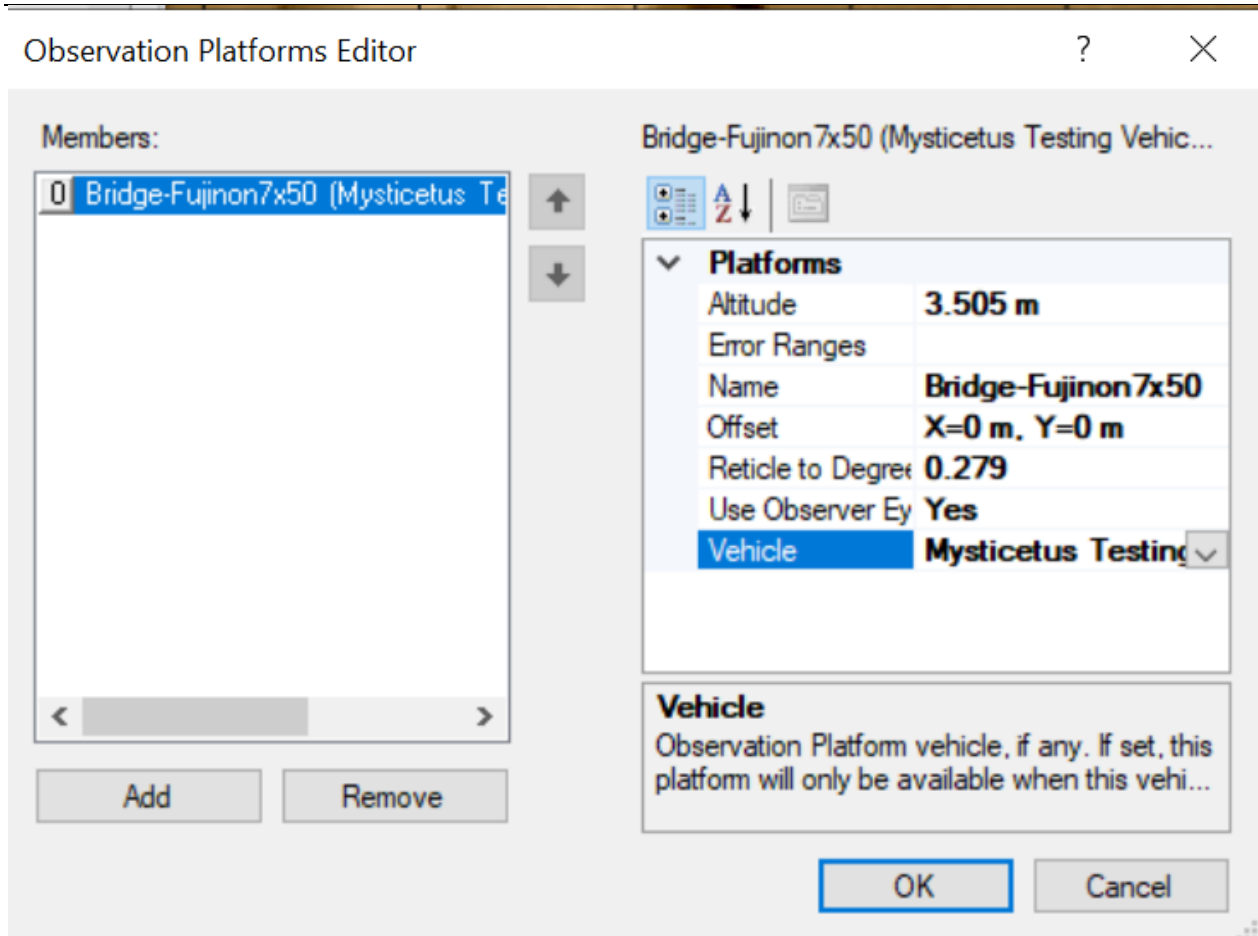 Observation Platforms Editor ? ×
Members:
0 Bridge-Fujinon7x50 (Mysticetus Te
Add Remove
Bridge-Fujinon7x50 (Mysticetus Testing Vehic...
A
Z
Platforms
Altitude 3.505 m
Error Ranges
Name Bridge-Fujinon7x50
Offset X=0 m, Y=0 m
Reticle to Degree 0.279
Use Observer Ey Yes
Vehicle Mysticetus Testing
Vehicle
Observation Platform vehicle, if any. If set, this
platform will only be available when this vehi...
OK Cancel